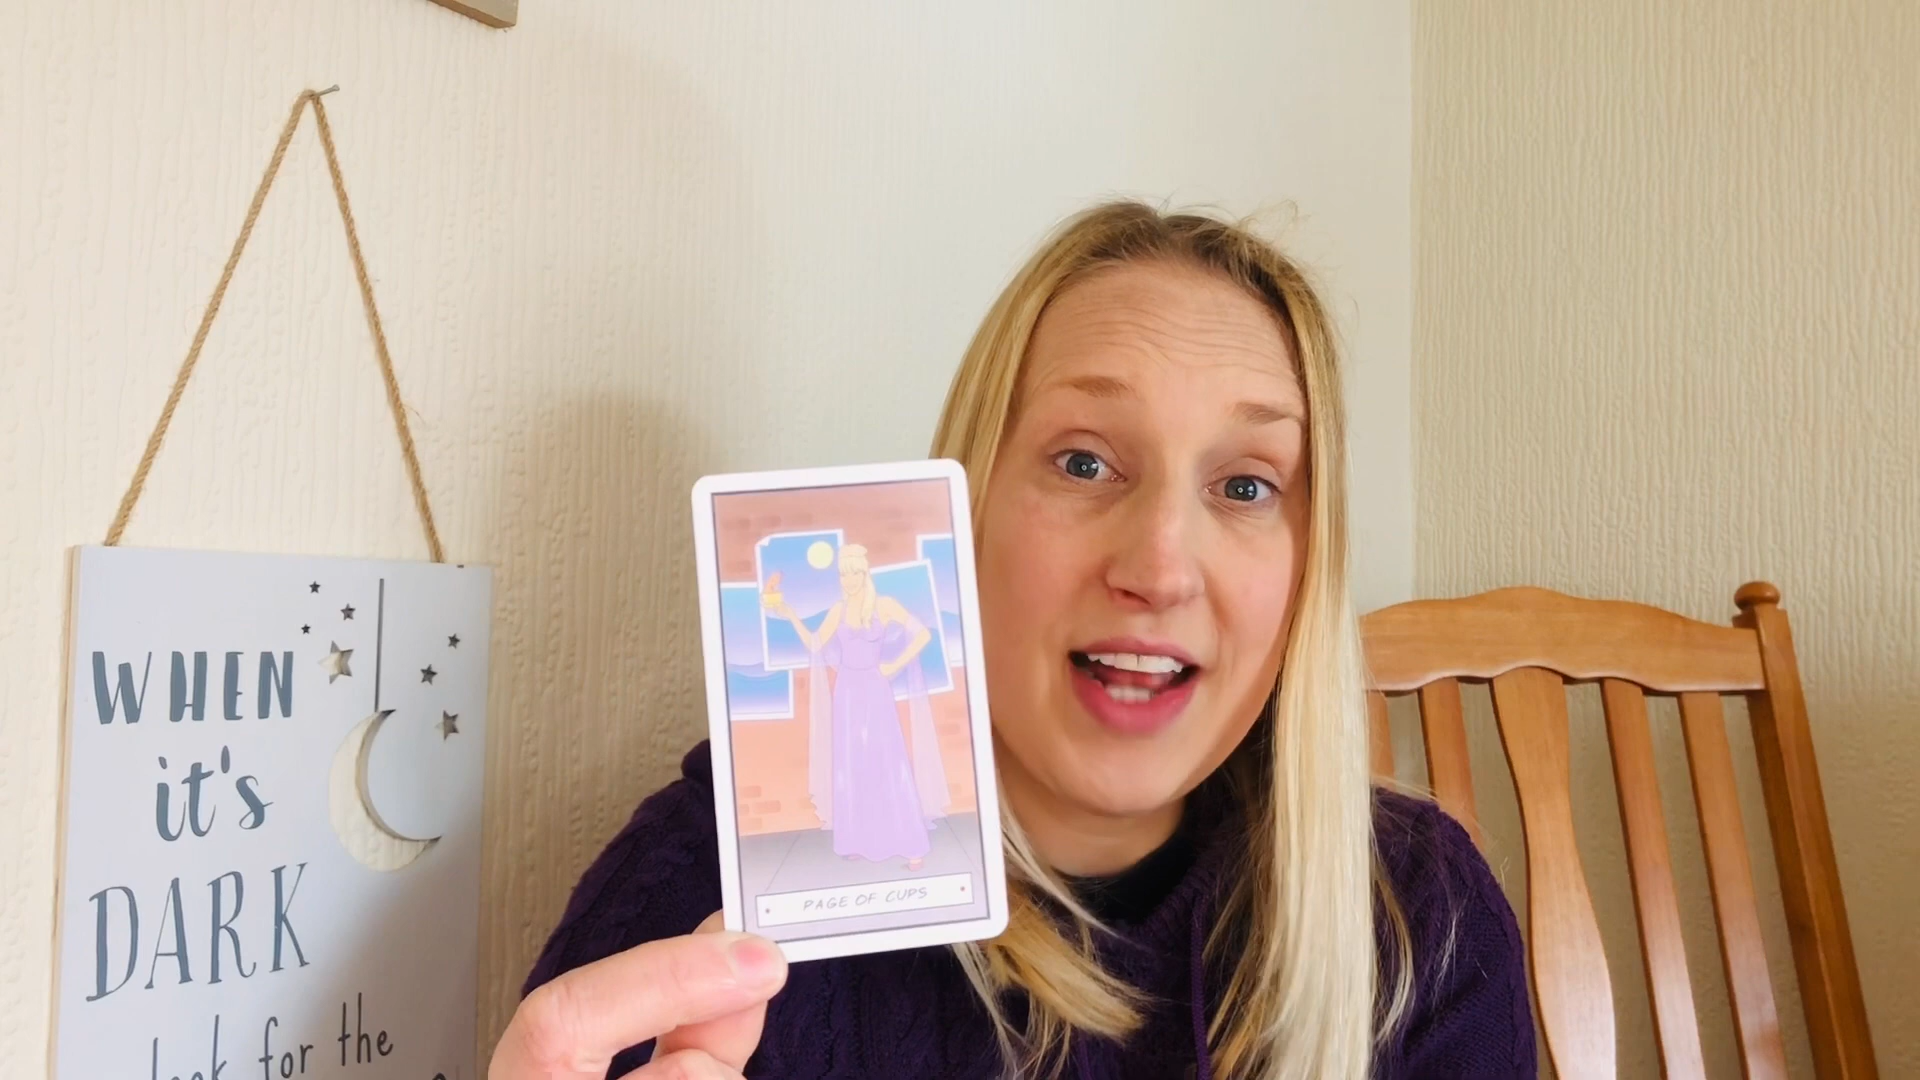 WHEN
it's
DARK
look for the
PAGE OF CUPS